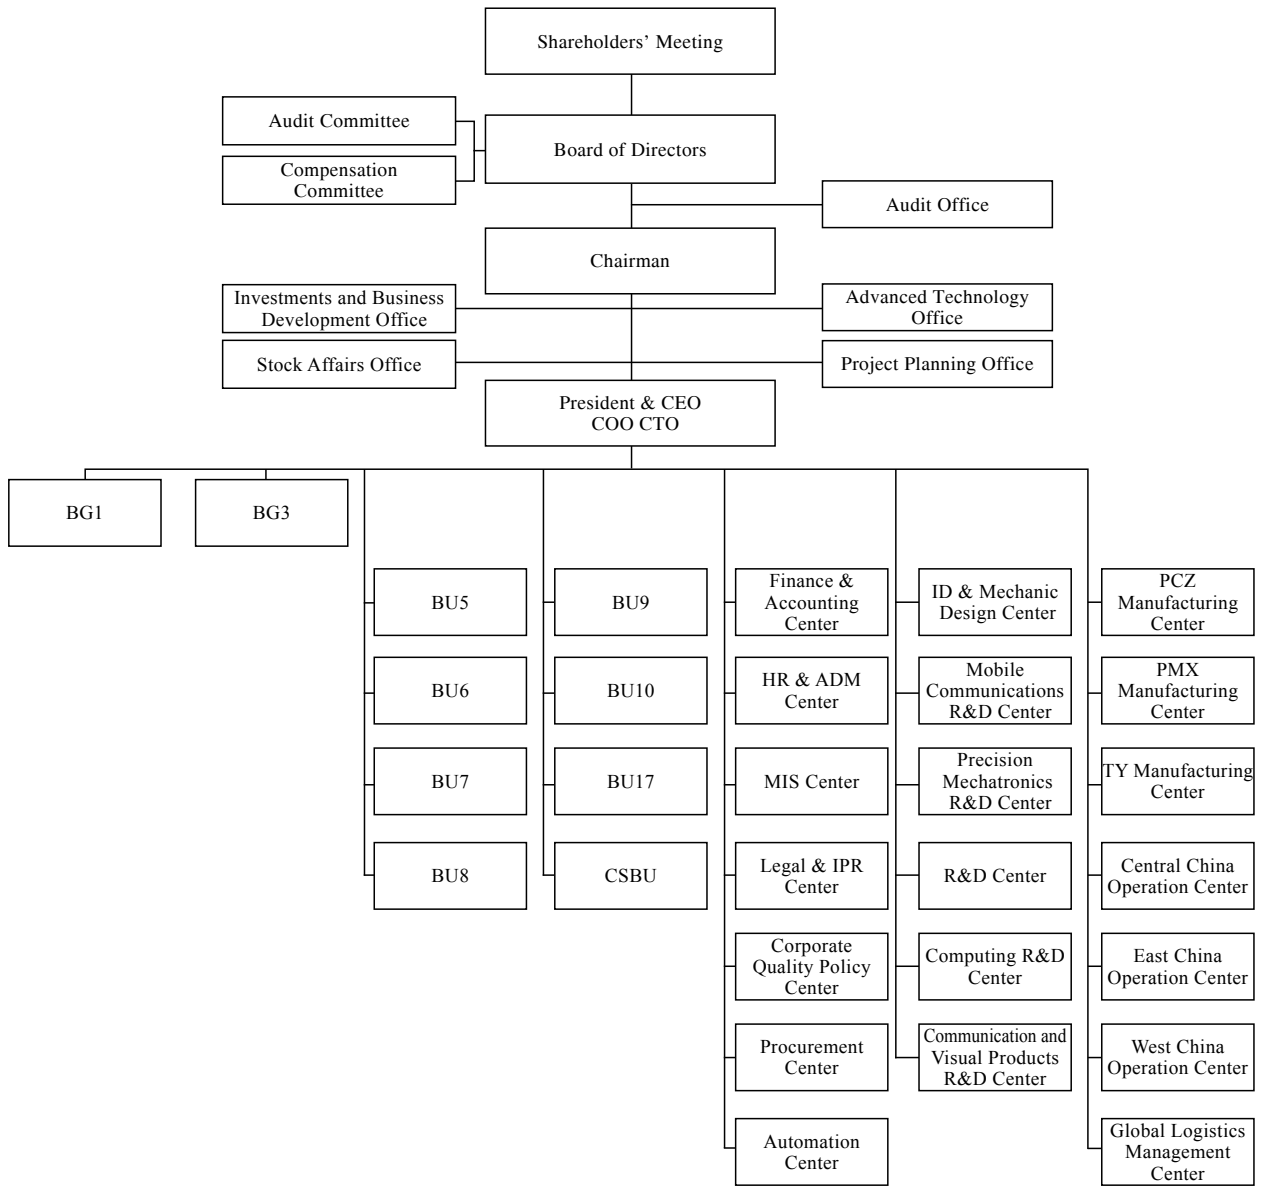 Shareholders’ Meeting
Audit Committee
Board of Directors
Compensation
Committee
Audit Office
Chairman
Investments and Business
Development Office
Advanced Technology
Office
Stock Affairs Office
Project Planning Office
President & CEO
COO CTO
BG1
BG3
BU5
BU6
BU7
BU8
BU9
BU10
BU17
CSBU
Finance &
Accounting
Center
HR & ADM
Center
MIS Center
Legal & IPR
Center
Corporate
Quality Policy
Center
Procurement
Center
Automation
Center
ID & Mechanic
Design Center
Mobile
Communications
R&D Center
Precision
Mechatronics
R&D Center
R&D Center
Computing R&D
Center
Communication and
Visual Products
R&D Center
PCZ
Manufacturing
Center
PMX
Manufacturing
Center
TY Manufacturing
Center
Central China
Operation Center
East China
Operation Center
West China
Operation Center
Global Logistics
Management
Center